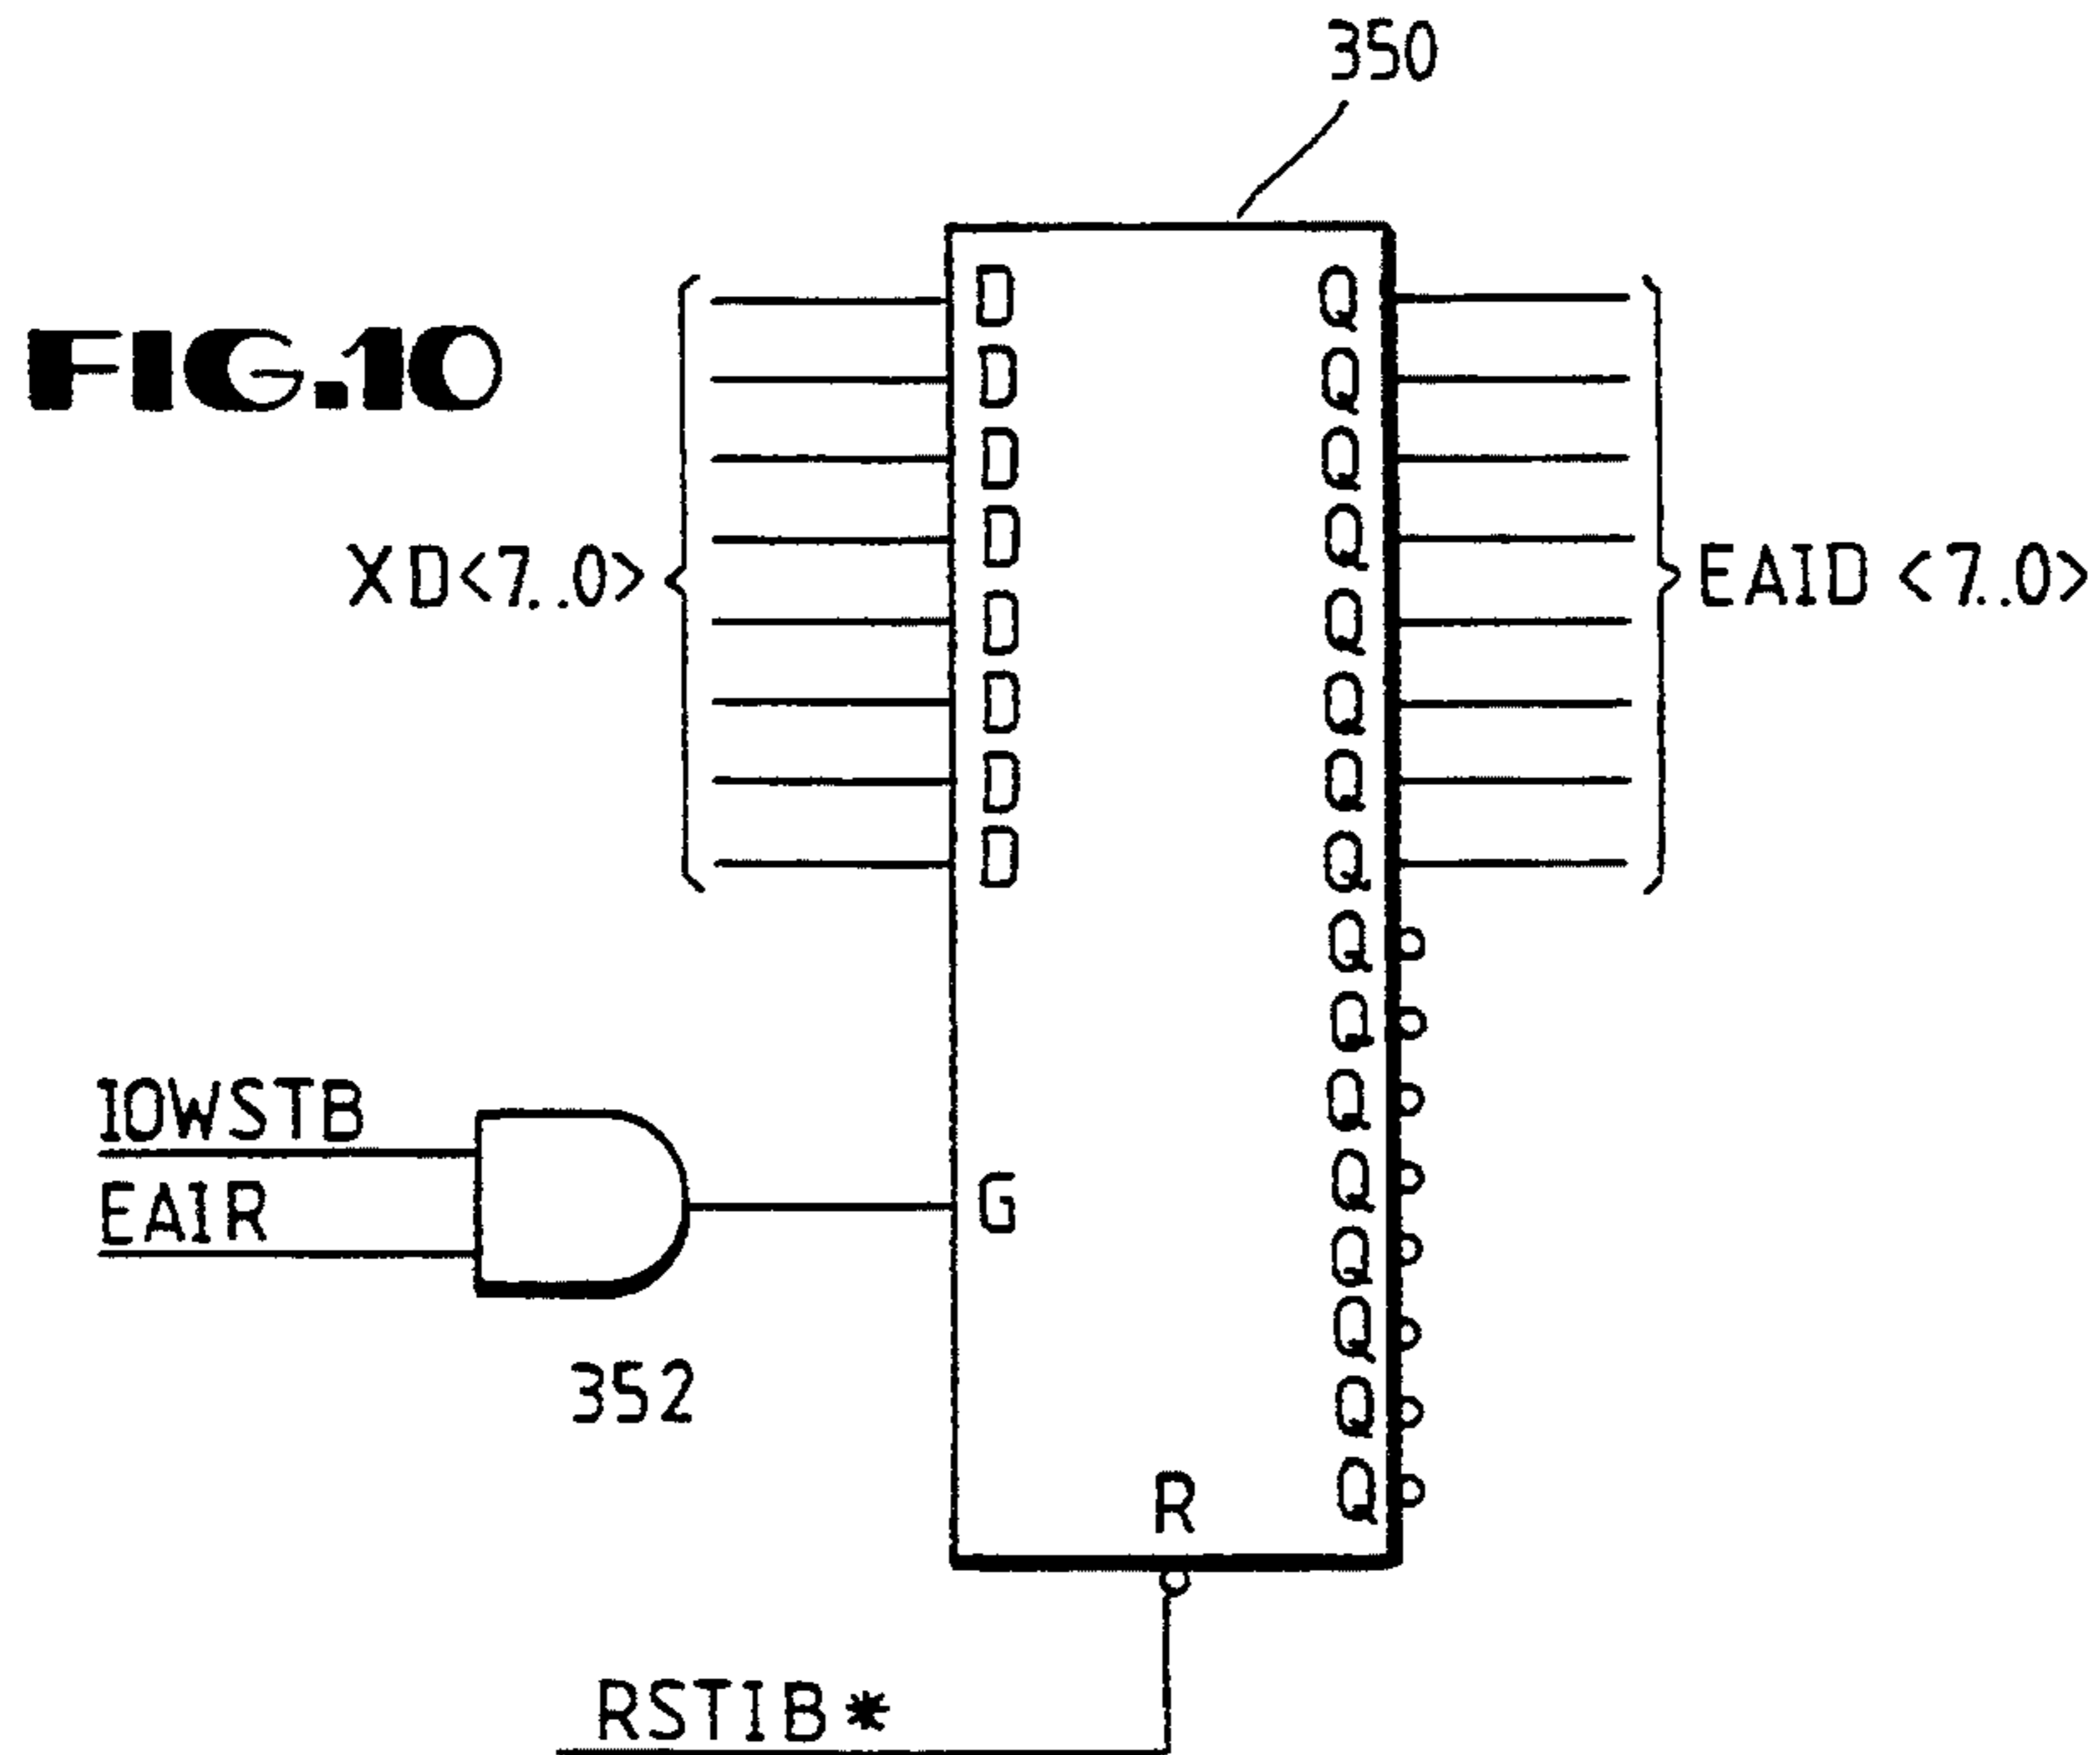 350
FIG.10
D Q
D Q
D Q
D Q
XD<7..0> EAID<7..0>
D Q
D Q
D Q
D Q
Q
Q
IOWSTB
Q
EAIR
G Q
Q
Q
352
Q
R Q
RSTIB*